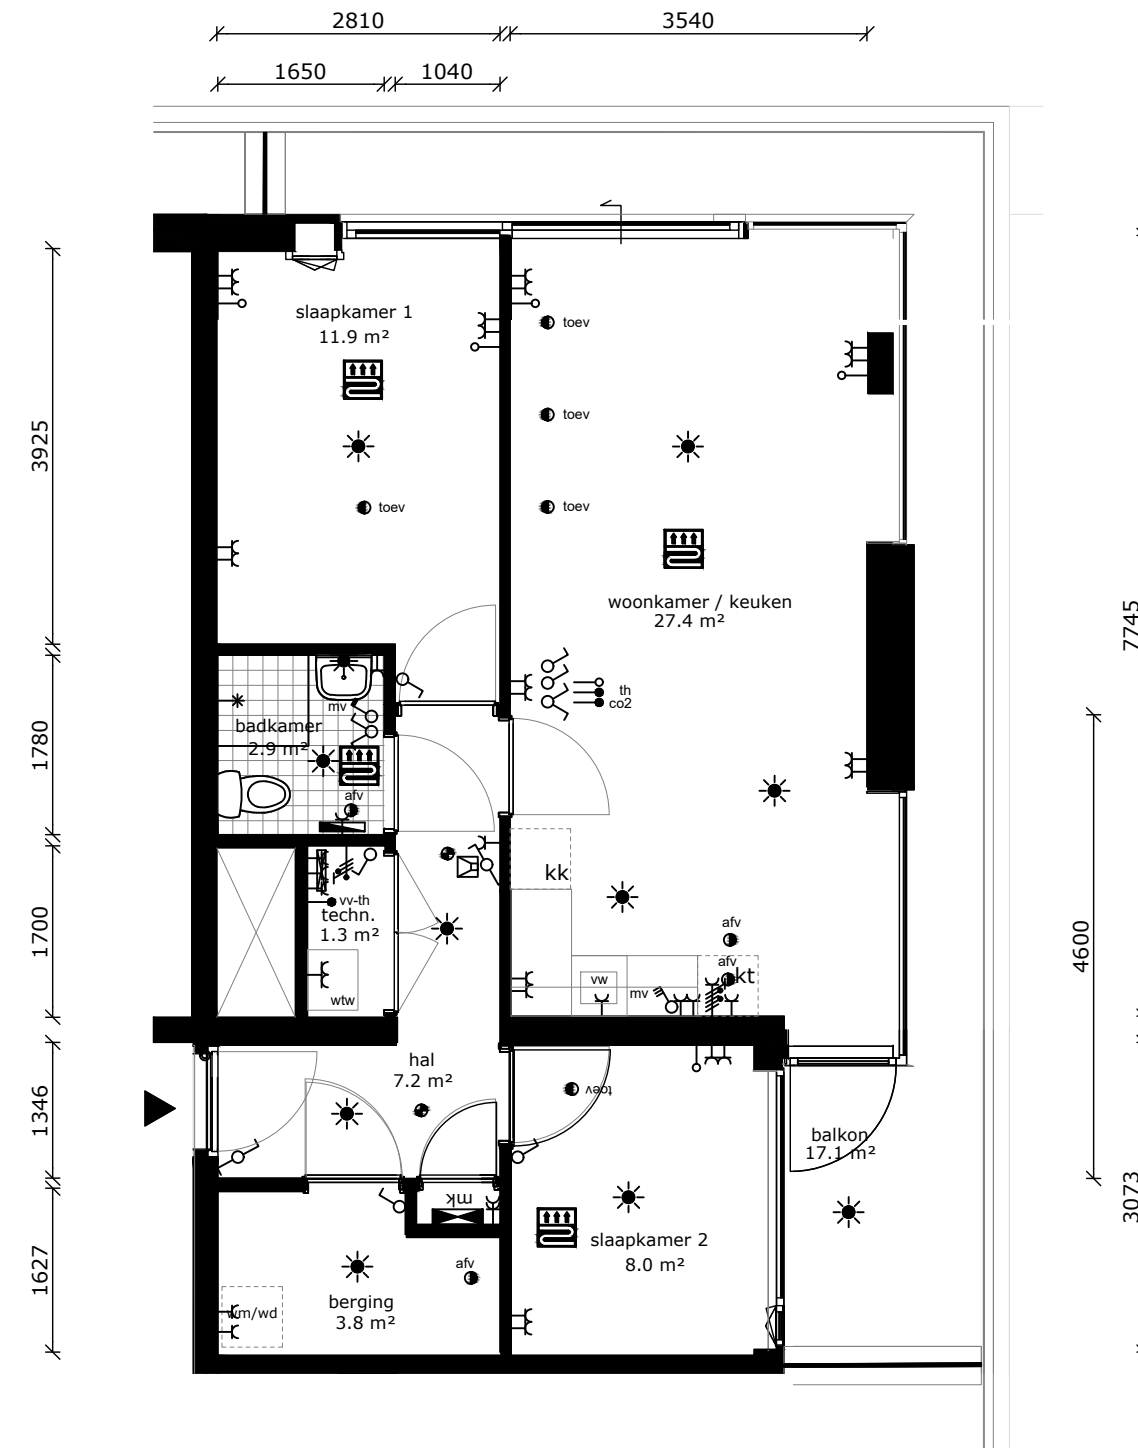 2810
3540
1650
1040
slaapkamer 1
11.9 m²
toev
toev
toev
toev
3925
woonkamer / keuken
27.4 m²
7745
th
co2
mv
badkamer
2.9 m²
1780
afv
kk
vv-th
techn.
1.3 m²
1700
wtw
afv
afv
kt
vw
mv
4600
hal
7.2 m²
toev
1346
balkon
17.1 m²
mk
3073
slaapkamer 2
8.0 m²
afv
1627
berging
3.8 m²
wm/wd